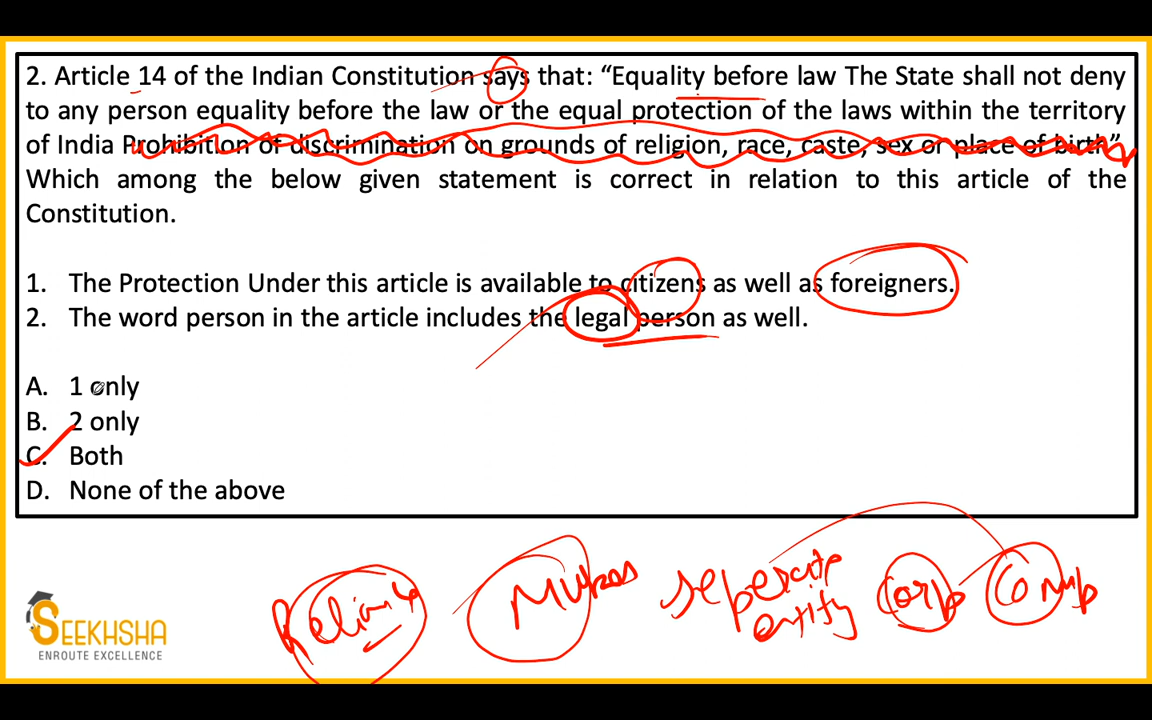 2. Article 14 of the Indian Constitution says that: “Equality before law The State shall not deny
to any person equality before the law or the equal protection of the laws within the territory
of India Prohibition of discrimination on grounds of religion, race, caste, sex or place of birth”
Which among the below given statement is correct in relation to this article of the
Constitution.
1. The Protection Under this article is available to citizens as well as foreigners.
2. The word person in the article includes the legal person as well.
A. 1 only
B. 2 only
C. Both
D. None of the above
seperate Corp Comp
entity
SEEKHSHA
ENROUTE EXCELLENCE